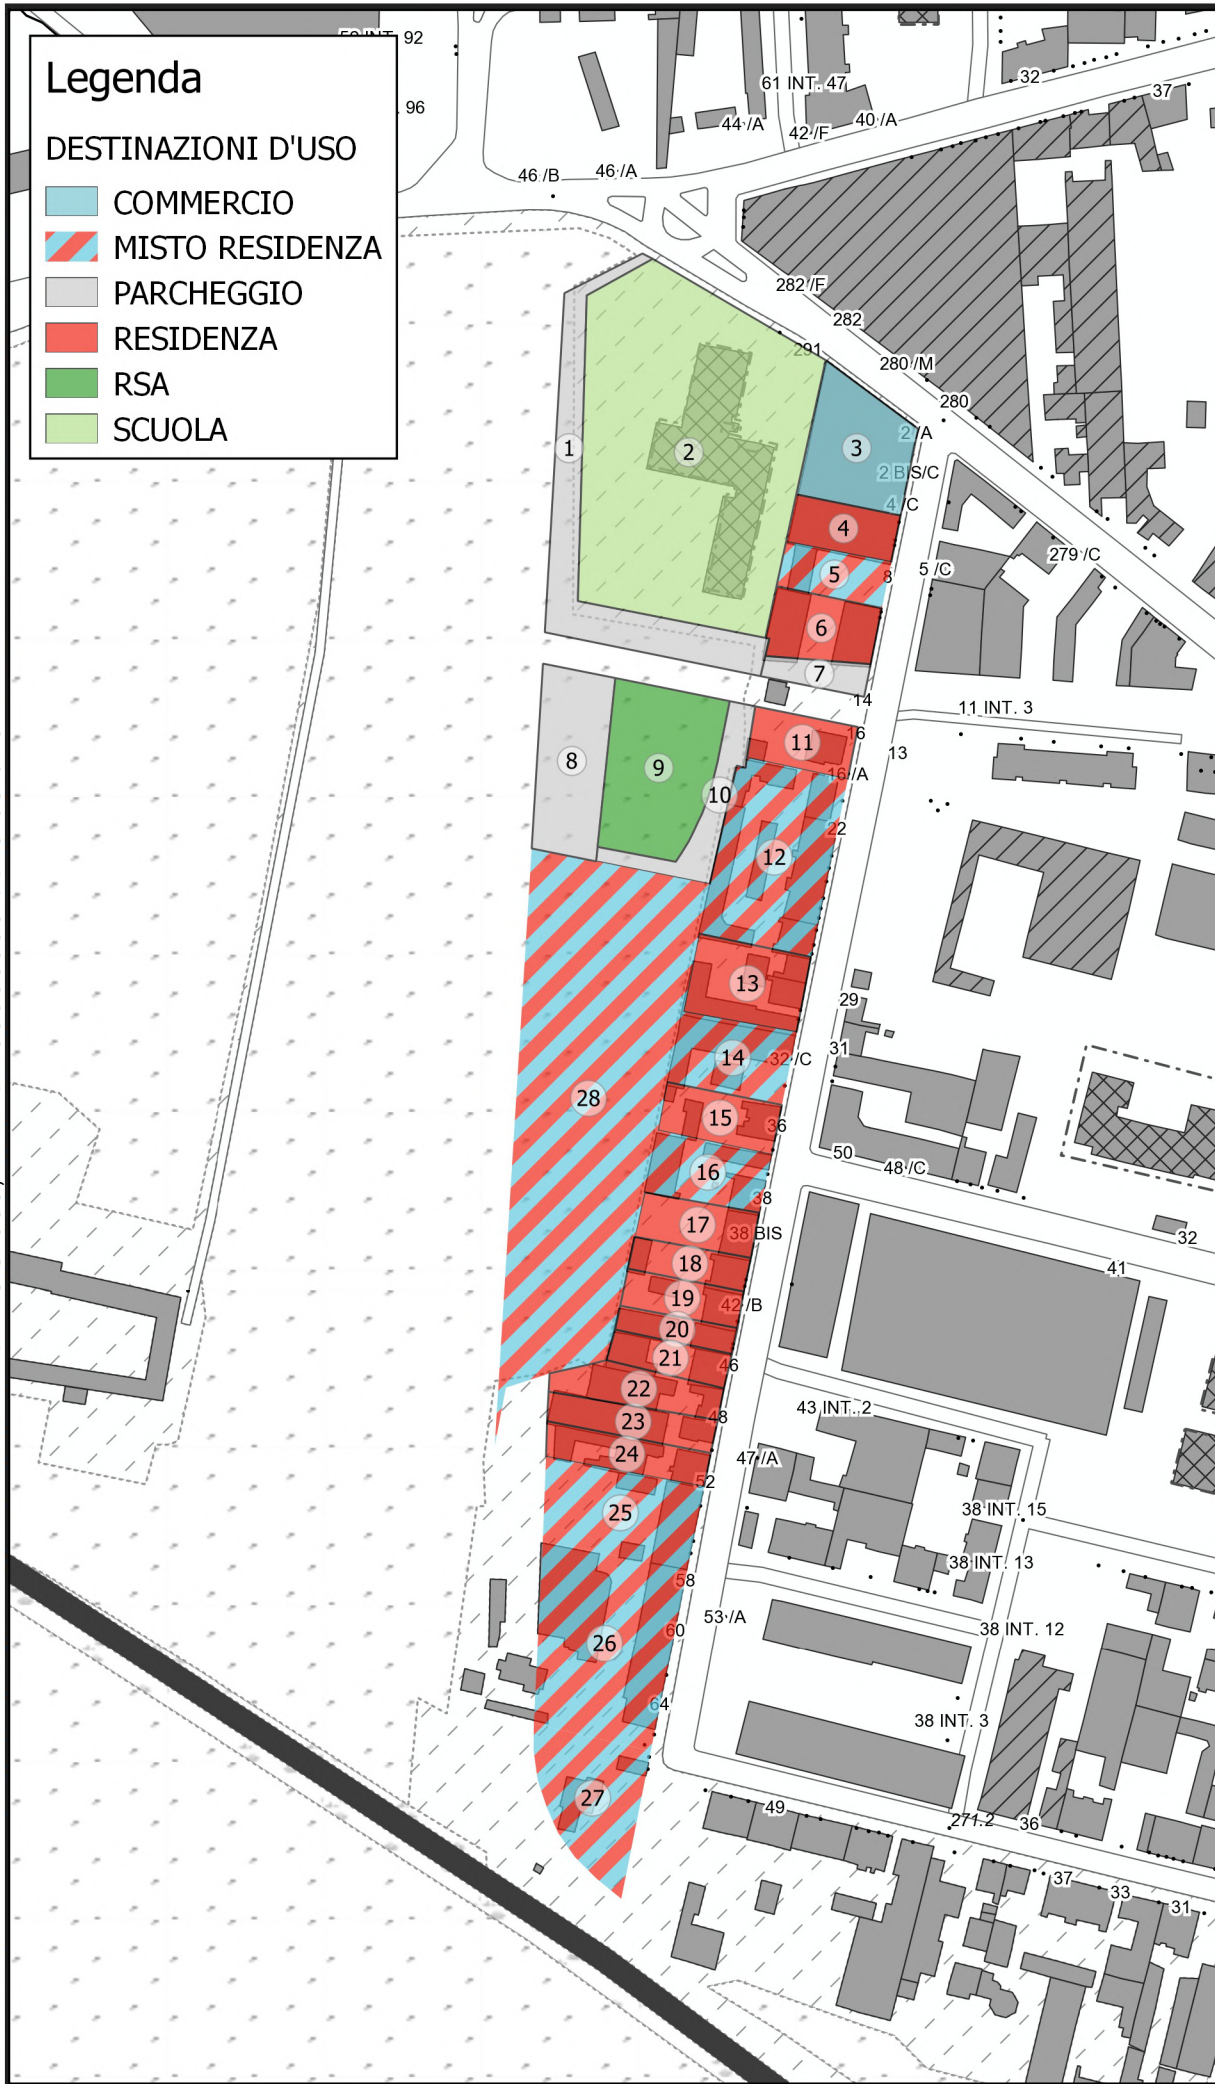 Legenda
DESTINAZIONI D'USO
COMMERCIO
MISTO RESIDENZA
PARCHEGGIO
RESIDENZA
RSA
SCUOLA
92
96
61 INT. 47
32
37
44 /A
42 /F
40 /A
46 /B
46 /A
282 /F
282
291
280 /M
280
2 /A
2 BIS/C
4 /C
279 /C
5 /C
8
1
2
3
4
5
6
7
14
11 INT. 3
16
13
16 /A
22
8
9
10
11
12
13
29
31
14
32 /C
28
15
36
50
48 /C
16
38
17
38 BIS
32
41
18
19
42 /B
20
21
46
22
43 INT. 2
48
23
24
47 /A
52
25
38 INT. 15
38 INT. 13
58
53 /A
60
38 INT. 12
26
64
38 INT. 3
27
49
271.2
36
37
33
31